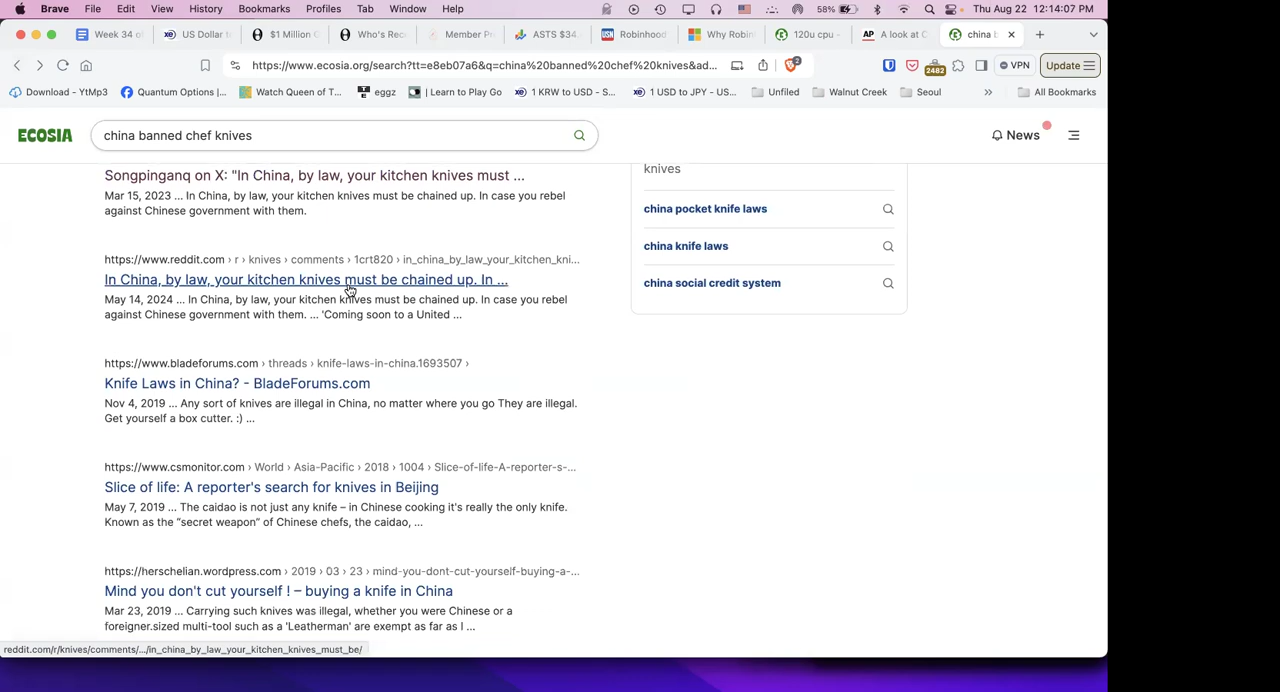 Brave File Edit View History Bookmarks Profiles Tab Window Help 58% Thu Aug 22 12:14:07 PM
Week 34 o US Dollar t $1 Million Who's Rec Member P ASTS $34. Robinhood Why Robin 120u cpu - A look at C china b
https://www.ecosia.org/search?tt=e8eb07a6&q=china%20banned%20chef%20knives&ad... 2 2482 VPN Update
Download - YtMp3 Quantum Options |... Watch Queen of T... eggz | Learn to Play Go 1 KRW to USD - S... 1 USD to JPY - US... Unfiled Walnut Creek Seoul » All Bookmarks
ECOSIA china banned chef knives News
Songpinganq on X: "In China, by law, your kitchen knives must ...
Mar 15, 2023 ... In China, by law, your kitchen knives must be chained up. In case you rebel
against Chinese government with them.
https://www.reddit.com › r › knives › comments › 1crt820 › in_china_by_law_your_kitchen_kni...
In China, by law, your kitchen knives must be chained up. In ...
May 14, 2024 ... In China, by law, your kitchen knives must be chained up. In case you rebel
against Chinese government with them. ... 'Coming soon to a United ...
https://www.bladeforums.com › threads › knife-laws-in-china.1693507 ›
Knife Laws in China? - BladeForums.com
Nov 4, 2019 ... Any sort of knives are illegal in China, no matter where you go They are illegal.
Get yourself a box cutter. :) ...
https://www.csmonitor.com › World › Asia-Pacific › 2018 › 1004 › Slice-of-life-A-reporter-s-...
Slice of life: A reporter's search for knives in Beijing
May 7, 2019 ... The caidao is not just any knife – in Chinese cooking it's really the only knife.
Known as the “secret weapon” of Chinese chefs, the caidao, ...
https://herschelian.wordpress.com › 2019 › 03 › 23 › mind-you-dont-cut-yourself-buying-a-...
Mind you don't cut yourself ! – buying a knife in China
Mar 23, 2019 ... Carrying such knives was illegal, whether you were Chinese or a
foreigner.sized multi-tool such as a 'Leatherman' are exempt as far as I ...
knives
china pocket knife laws
china knife laws
china social credit system
reddit.com/r/knives/comments/.../in_china_by_law_your_kitchen_knives_must_be/